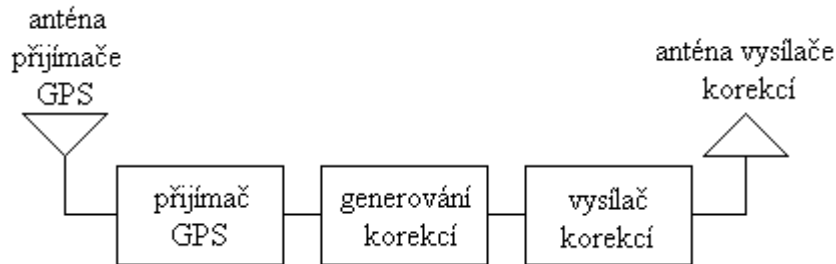 anténa
přijímače
GPS
anténa vysílače
korekcí
přijímač
GPS
generování
korekcí
vysílač
korekcí